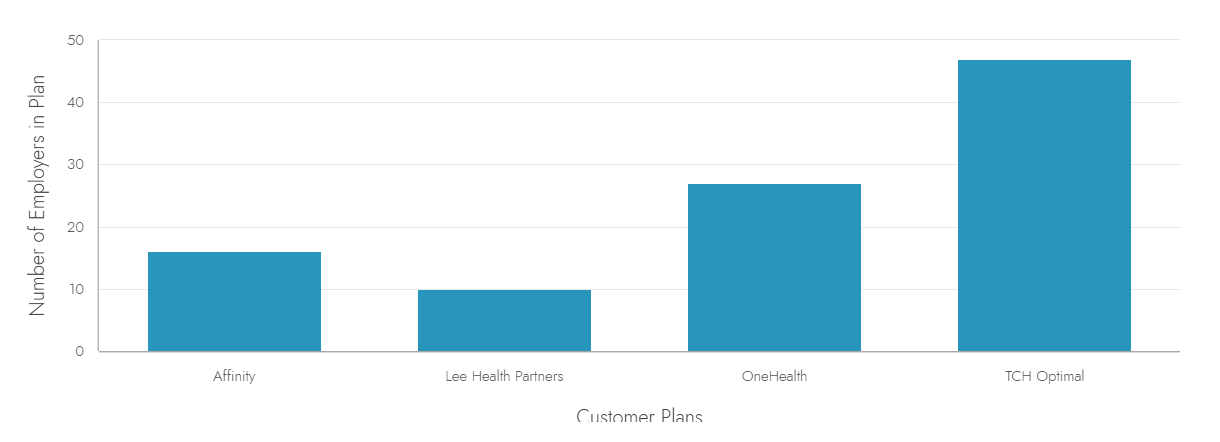 50
40
30
20
10
0
Number of Employers in Plan
Affinity
Lee Health Partners
OneHealth
TCH Optimal
Customer Plans